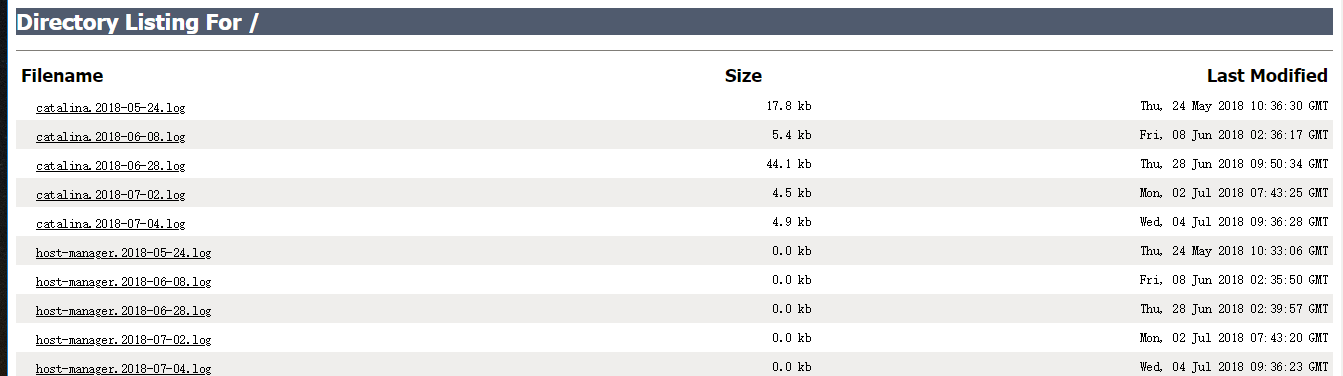 Directory Listing For /
Filename Size Last Modified
catalina.2018-05-24.log 17.8 kb Thu, 24 May 2018 10:36:30 GMT
catalina.2018-06-08.log 5.4 kb Fri, 08 Jun 2018 02:36:17 GMT
catalina.2018-06-28.log 44.1 kb Thu, 28 Jun 2018 09:50:34 GMT
catalina.2018-07-02.log 4.5 kb Mon, 02 Jul 2018 07:43:25 GMT
catalina.2018-07-04.log 4.9 kb Wed, 04 Jul 2018 09:36:28 GMT
host-manager.2018-05-24.log 0.0 kb Thu, 24 May 2018 10:33:06 GMT
host-manager.2018-06-08.log 0.0 kb Fri, 08 Jun 2018 02:35:50 GMT
host-manager.2018-06-28.log 0.0 kb Thu, 28 Jun 2018 02:39:57 GMT
host-manager.2018-07-02.log 0.0 kb Mon, 02 Jul 2018 07:43:20 GMT
host-manager.2018-07-04.log 0.0 kb Wed, 04 Jul 2018 09:36:23 GMT